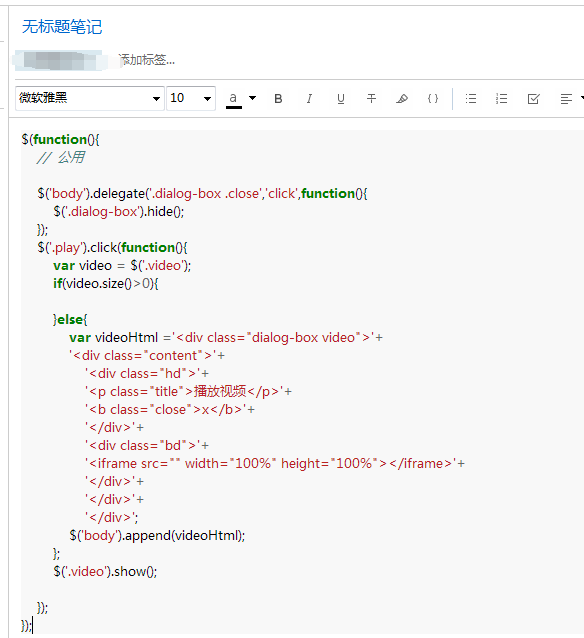 无标题笔记
添加标签...
微软雅黑 10 a B I U T {}
$(function(){
// 公用
$('body').delegate('.dialog-box .close','click',function(){
$('.dialog-box').hide();
});
$('.play').click(function(){
var video = $('.video');
if(video.size()>0){
}else{
var videoHtml ='<div class="dialog-box video">'+
'<div class="content">'+
'<div class="hd">'+
'<p class="title">播放视频</p>'+
'<b class="close">x</b>'+
'</div>'+
'<div class="bd">'+
'<iframe src="" width="100%" height="100%"></iframe>'+
'</div>'+
'</div>'+
'</div>';
$('body').append(videoHtml);
};
$('.video').show();
});
});